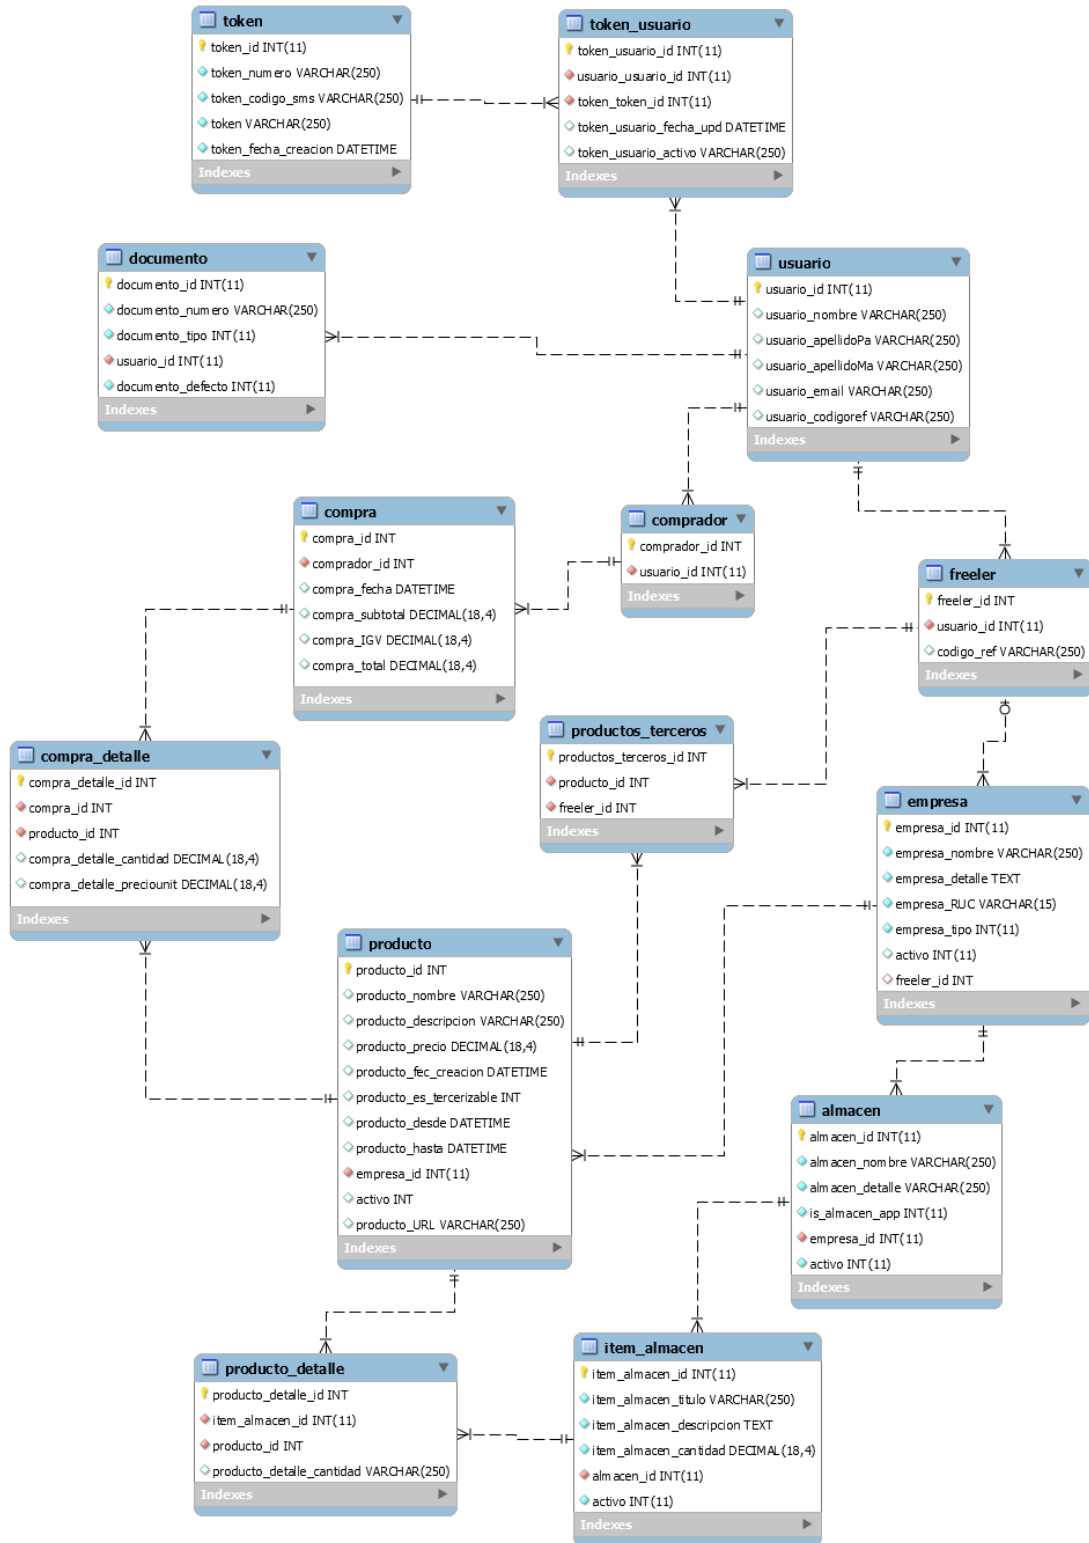 token
token_id INT(11)
token_numero VARCHAR(250)
token_codigo_sms VARCHAR(250)
token VARCHAR(250)
token_fecha_creacion DATETIME
Indexes
token_usuario
token_usuario_id INT(11)
usuario_usuario_id INT(11)
token_token_id INT(11)
token_usuario_fecha_upd DATETIME
token_usuario_activo VARCHAR(250)
Indexes
documento
documento_id INT(11)
documento_numero VARCHAR(250)
documento_tipo INT(11)
usuario_id INT(11)
documento_defecto INT(11)
Indexes
usuario
usuario_id INT(11)
usuario_nombre VARCHAR(250)
usuario_apellidoPa VARCHAR(250)
usuario_apellidoMa VARCHAR(250)
usuario_email VARCHAR(250)
usuario_codigoref VARCHAR(250)
Indexes
compra
compra_id INT
comprador_id INT
compra_fecha DATETIME
compra_subtotal DECIMAL(18,4)
compra_IGV DECIMAL(18,4)
compra_total DECIMAL(18,4)
Indexes
comprador
comprador_id INT
usuario_id INT(11)
Indexes
freeler
freeler_id INT
usuario_id INT(11)
codigo_ref VARCHAR(250)
Indexes
compra_detalle
compra_detalle_id INT
compra_id INT
producto_id INT
compra_detalle_cantidad DECIMAL(18,4)
compra_detalle_preciounit DECIMAL(18,4)
Indexes
productos_terceros
productos_terceros_id INT
producto_id INT
freeler_id INT
Indexes
empresa
empresa_id INT(11)
empresa_nombre VARCHAR(250)
empresa_detalle TEXT
empresa_RUC VARCHAR(15)
empresa_tipo INT(11)
activo INT(11)
freeler_id INT
Indexes
producto
producto_id INT
producto_nombre VARCHAR(250)
producto_descripcion VARCHAR(250)
producto_precio DECIMAL(18,4)
producto_fec_creacion DATETIME
producto_es_tercerizable INT
producto_desde DATETIME
producto_hasta DATETIME
empresa_id INT(11)
activo INT
producto_URL VARCHAR(250)
Indexes
almacen
almacen_id INT(11)
almacen_nombre VARCHAR(250)
almacen_detalle VARCHAR(250)
is_almacen_app INT(11)
empresa_id INT(11)
activo INT(11)
Indexes
producto_detalle
producto_detalle_id INT
item_almacen_id INT(11)
producto_id INT
producto_detalle_cantidad VARCHAR(250)
Indexes
item_almacen
item_almacen_id INT(11)
item_almacen_titulo VARCHAR(250)
item_almacen_descripcion TEXT
item_almacen_cantidad DECIMAL(18,4)
almacen_id INT(11)
activo INT(11)
Indexes